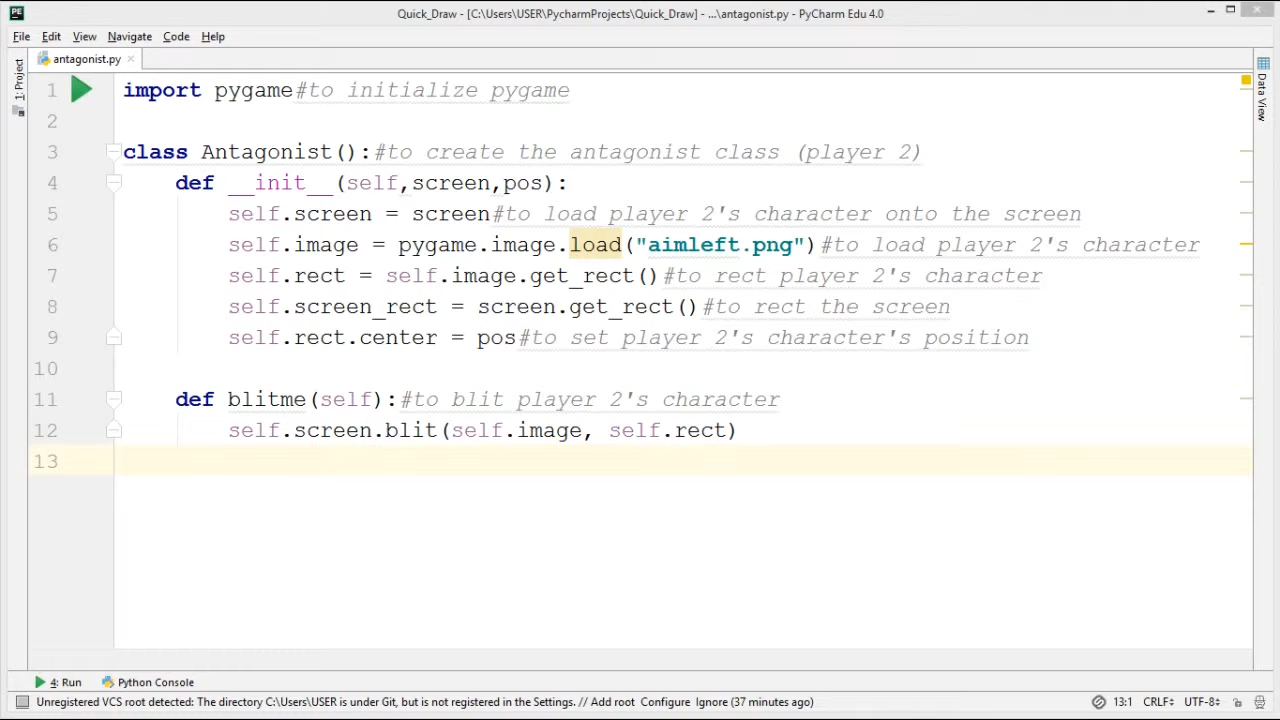 PE
Quick_Draw - [C:\Users\USER\PycharmProjects\Quick_Draw] - ...\antagonist.py - PyCharm Edu 4.0
File Edit View Navigate Code Help
1: Project
antagonist.py
Data View
1 import pygame#to initialize pygame
2
3 class Antagonist():#to create the antagonist class (player 2)
4 def __init__(self,screen,pos):
5 self.screen = screen#to load player 2's character onto the screen
6 self.image = pygame.image.load("aimleft.png")#to load player 2's character
7 self.rect = self.image.get_rect()#to rect player 2's character
8 self.screen_rect = screen.get_rect()#to rect the screen
9 self.rect.center = pos#to set player 2's character's position
10
11 def blitme(self):#to blit player 2's character
12 self.screen.blit(self.image, self.rect)
13
4: Run Python Console
Unregistered VCS root detected: The directory C:\Users\USER is under Git, but is not registered in the Settings. // Add root Configure Ignore (37 minutes ago) 13:1 CRLF UTF-8